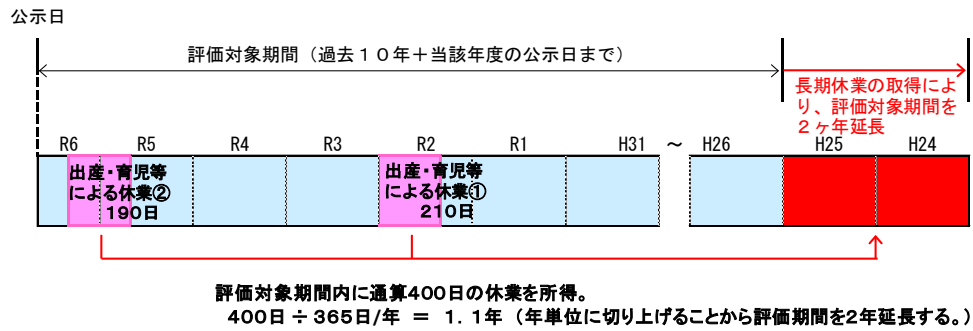 公示日
評価対象期間（過去１０年＋当該年度の公示日まで）
長期休業の取得によ
り、評価対象期間を
２ヶ年延長
R6 R5 R4 R3 R2 R1 H31 ～ H26 H25 H24
出産・育児等
による休業②
190日
出産・育児等
による休業①
210日
評価対象期間内に通算400日の休業を所得。
400日÷365日/年 ＝ 1.1年（年単位に切り上げることから評価期間を2年延長する。）